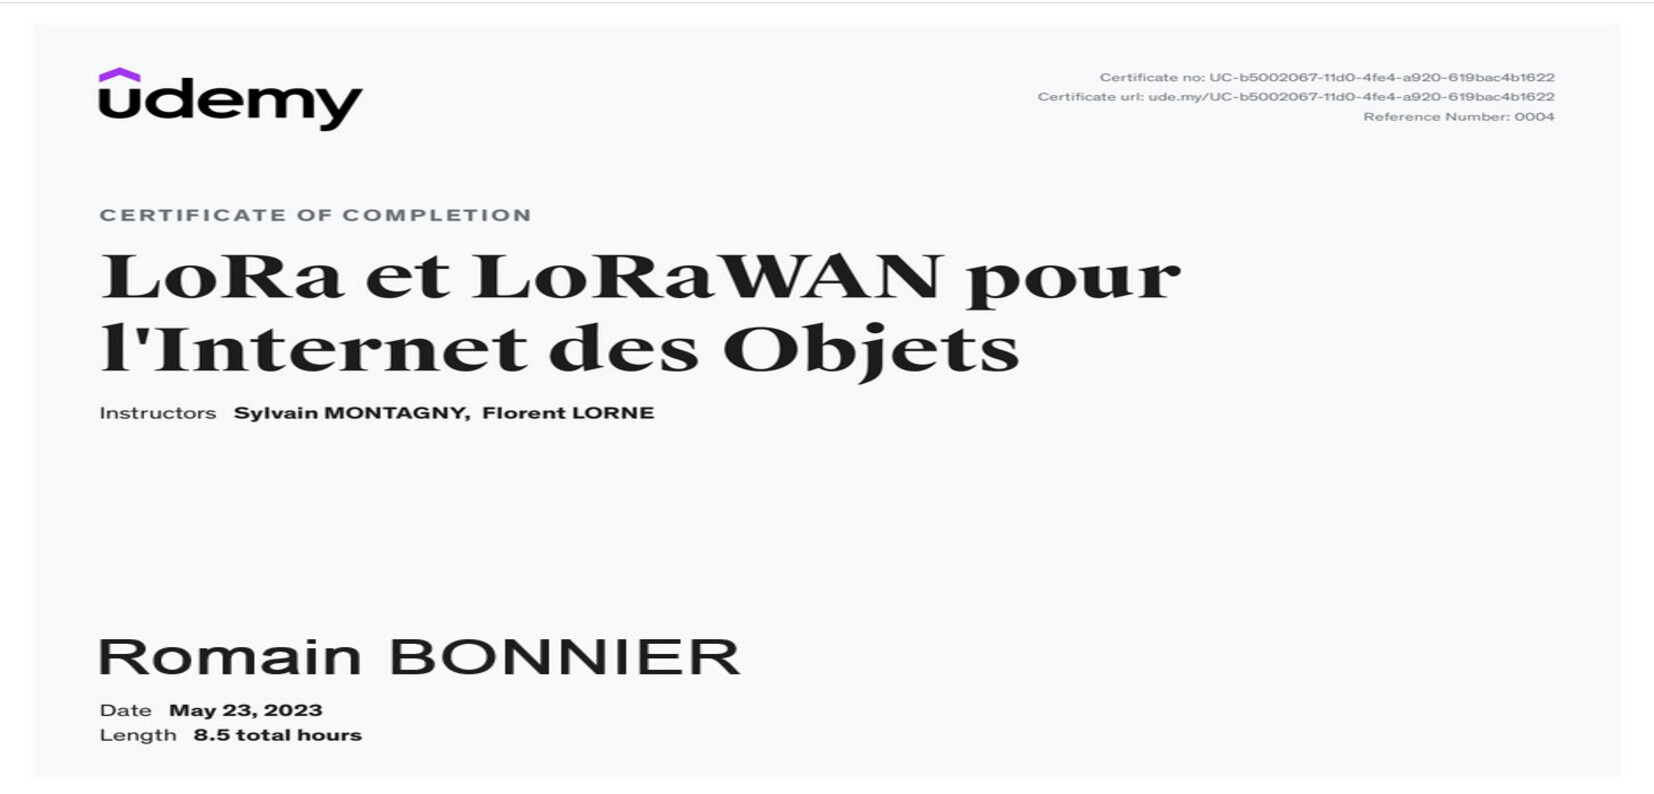 udemy
Certificate no: UC-b5002067-11d0-4fe4-a920-619bac4b1622
Certificate url: ude.my/UC-b5002067-11d0-4fe4-a920-619bac4b1622
Reference Number: 0004
CERTIFICATE OF COMPLETION
LoRa et LoRaWAN pour
l'Internet des Objets
Instructors Sylvain MONTAGNY, Florent LORNE
Romain BONNIER
Date May 23, 2023
Length 8.5 total hours